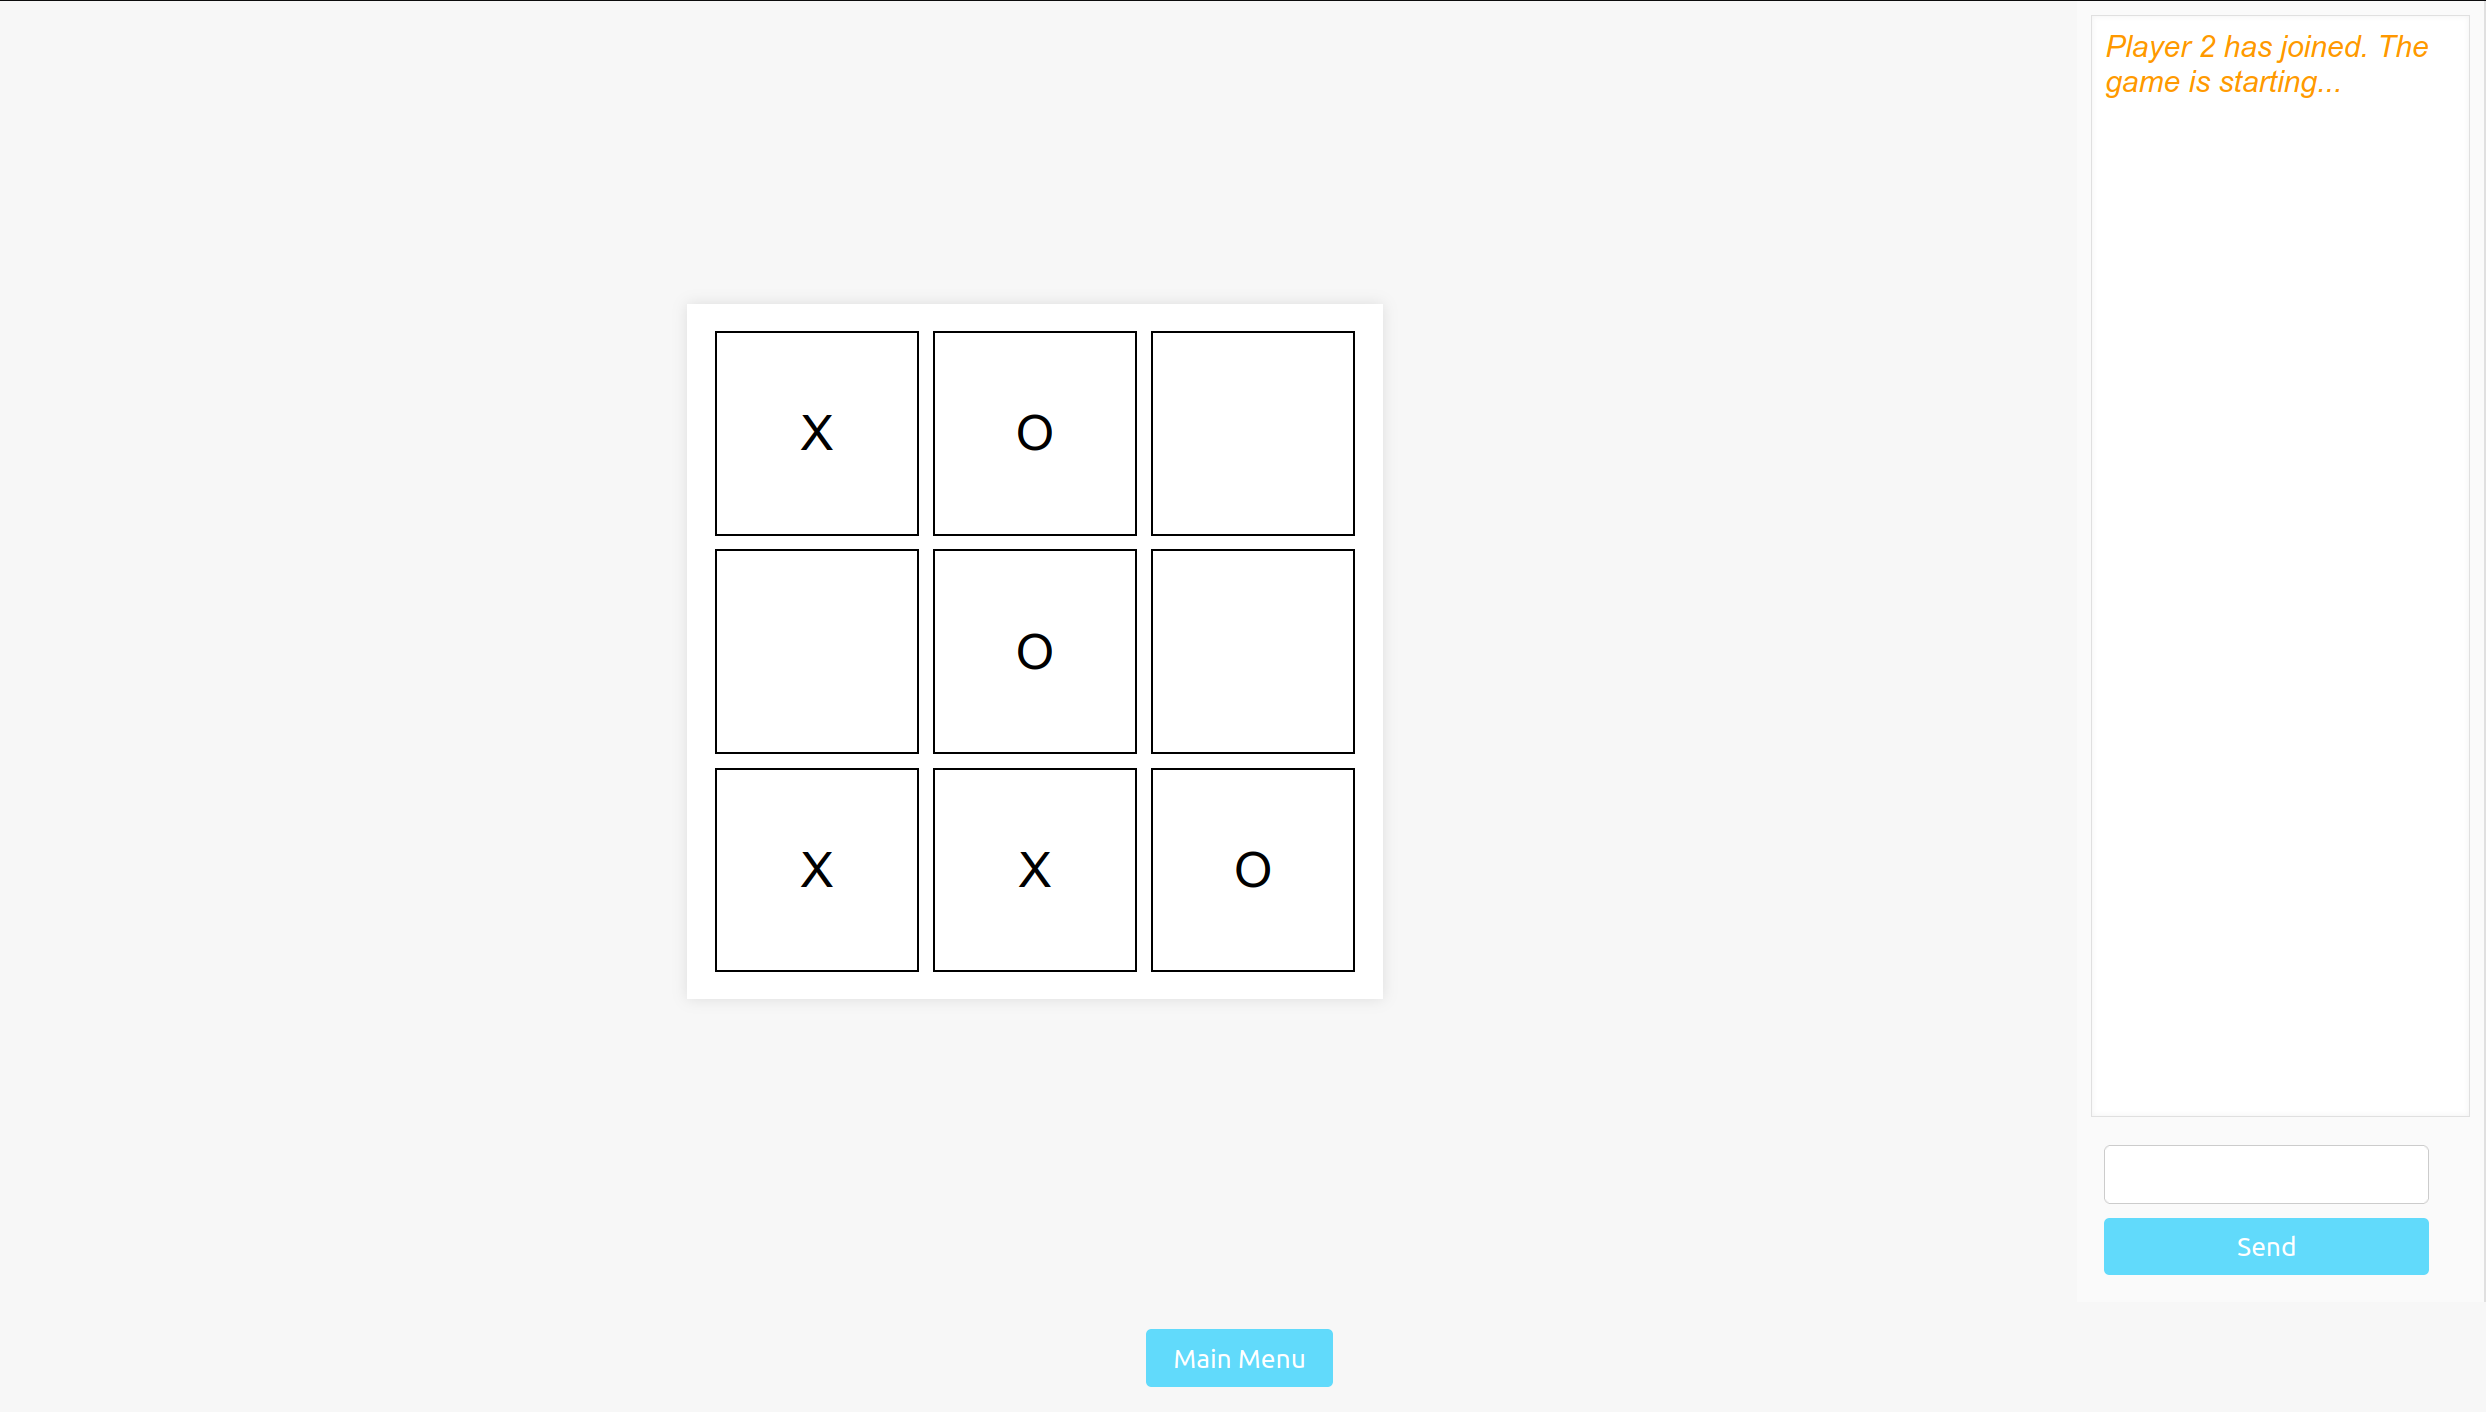 X O
O
X X O
Player 2 has joined. The
game is starting...
Send
Main Menu